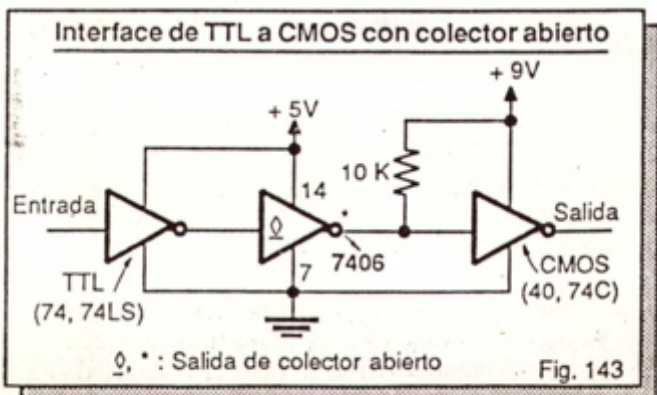 Interface de TTL a CMOS con colector abierto
+ 9V
+ 5V
10 K
14
Entrada
Salida
7
7406
TTL
(74, 74LS)
CMOS
(40, 74C)
◊, * : Salida de colector abierto
Fig. 143